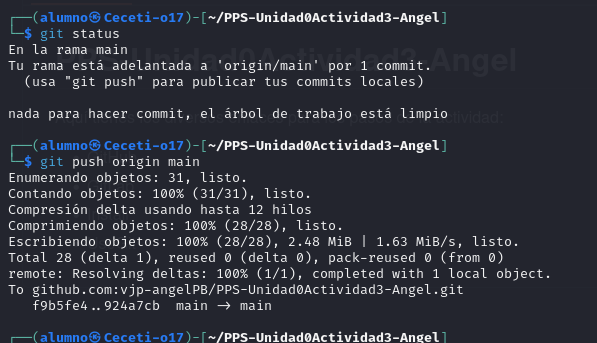 ┌──(alumno㉿Ceceti-o17)-[~/PPS-Unidad0Actividad3-Angel]
└─$ git status
En la rama main
Tu rama está adelantada a 'origin/main' por 1 commit.
  (usa "git push" para publicar tus commits locales)
nada para hacer commit, el árbol de trabajo está limpio
┌──(alumno㉿Ceceti-o17)-[~/PPS-Unidad0Actividad3-Angel]
└─$ git push origin main
Enumerando objetos: 31, listo.
Contando objetos: 100% (31/31), listo.
Compresión delta usando hasta 12 hilos
Comprimiendo objetos: 100% (28/28), listo.
Escribiendo objetos: 100% (28/28), 2.48 MiB | 1.63 MiB/s, listo.
Total 28 (delta 1), reused 0 (delta 0), pack-reused 0 (from 0)
remote: Resolving deltas: 100% (1/1), completed with 1 local object.
To github.com:vjp-angelPB/PPS-Unidad0Actividad3-Angel.git
   f9b5fe4..924a7cb  main -> main
┌──(alumno㉿Ceceti-o17)-[~/PPS-Unidad0Actividad3-Angel]